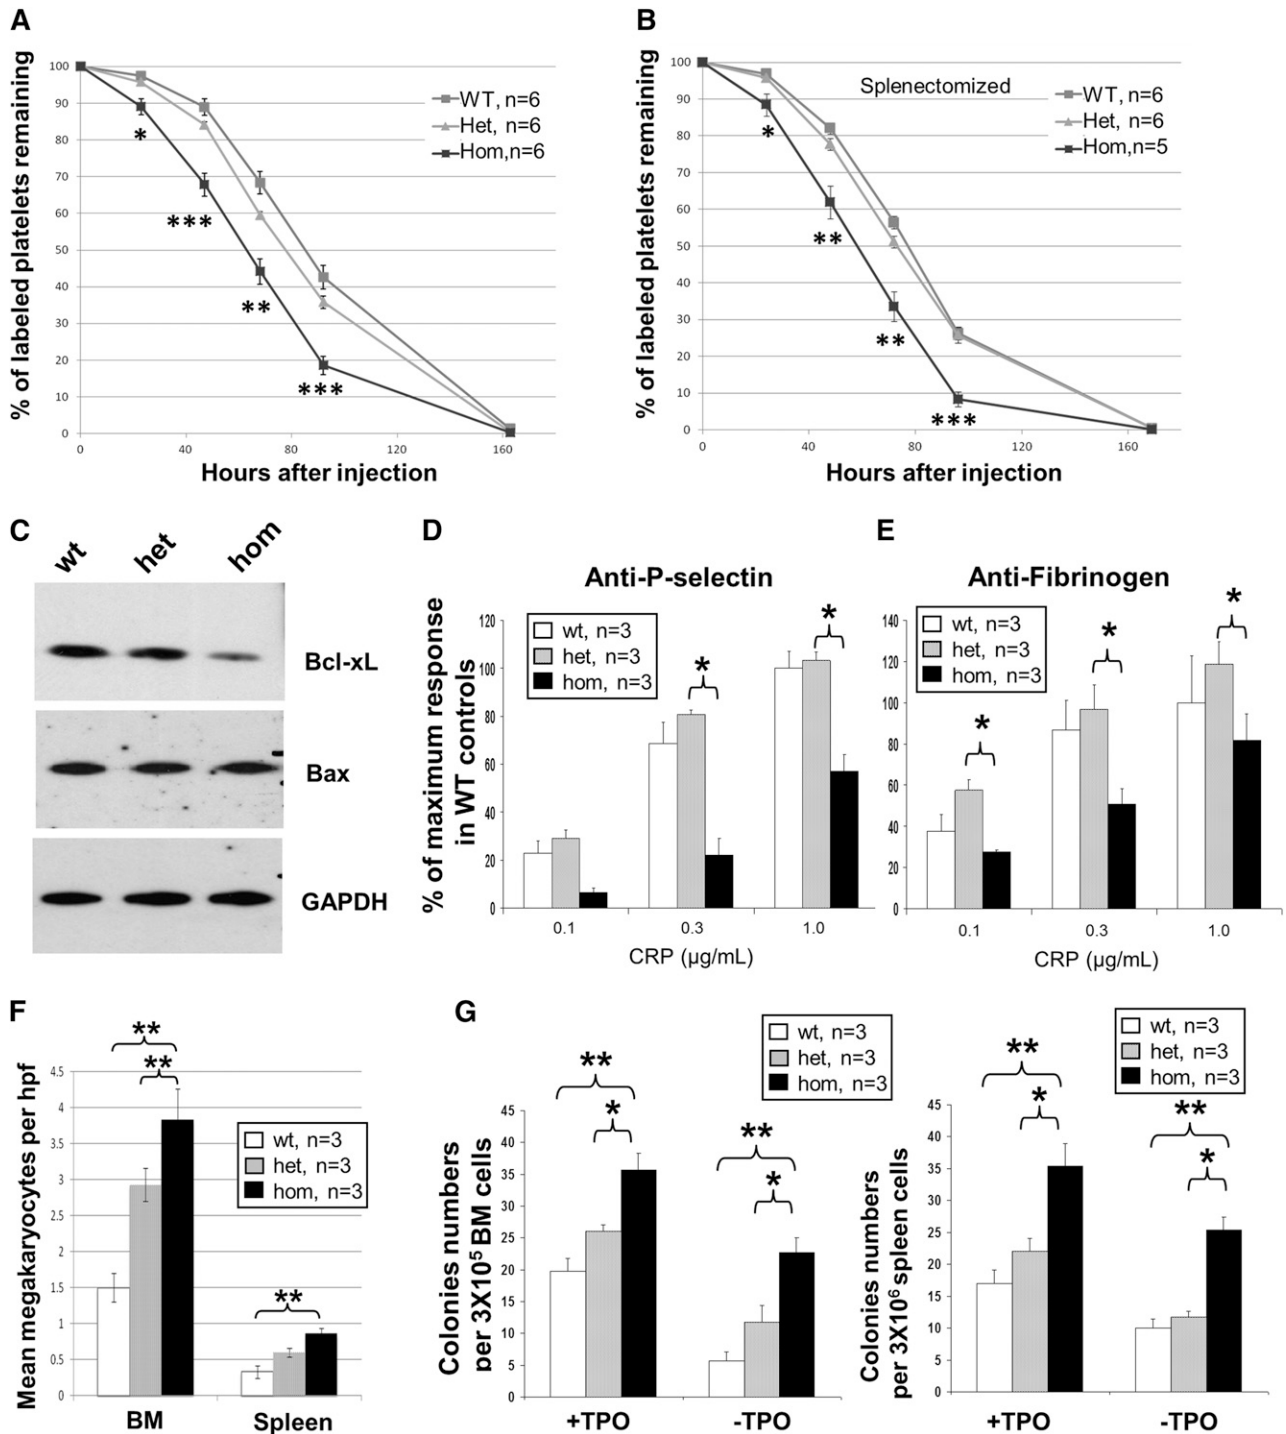 A
% of labeled platelets remaining
100
90
80
70
60
50
40
30
20
10
0
WT, n=6
Het, n=6
Hom,n=6
*
***
**
***
0
40
80
120
160
Hours after injection
B
% of labeled platelets remaining
100
90
80
70
60
50
40
30
20
10
0
Splenectomized
WT, n=6
Het, n=6
Hom,n=5
*
**
**
***
0
40
80
120
160
Hours after injection
C
wt
het
hom
Bcl-xL
Bax
GAPDH
D
Anti-P-selectin
% of maximum response
in WT controls
120
100
80
60
40
20
0
wt, n=3
het, n=3
hom, n=3
*
*
0.1
0.3
1.0
CRP (µg/mL)
E
Anti-Fibrinogen
140
120
100
80
60
40
20
0
wt, n=3
het, n=3
hom, n=3
*
*
*
0.1
0.3
1.0
CRP (µg/mL)
F
Mean megakaryocytes per hpf
4.5
4
3.5
3
2.5
2
1.5
1
0.5
0
**
**
**
wt, n=3
het, n=3
hom, n=3
BM
Spleen
G
Colonies numbers
per 3X10⁵ BM cells
45
40
35
30
25
20
15
10
5
0
wt, n=3
het, n=3
hom, n=3
**
*
**
*
+TPO
-TPO
Colonies numbers
per 3X10⁶ spleen cells
45
40
35
30
25
20
15
10
5
0
wt, n=3
het, n=3
hom, n=3
**
*
**
*
+TPO
-TPO